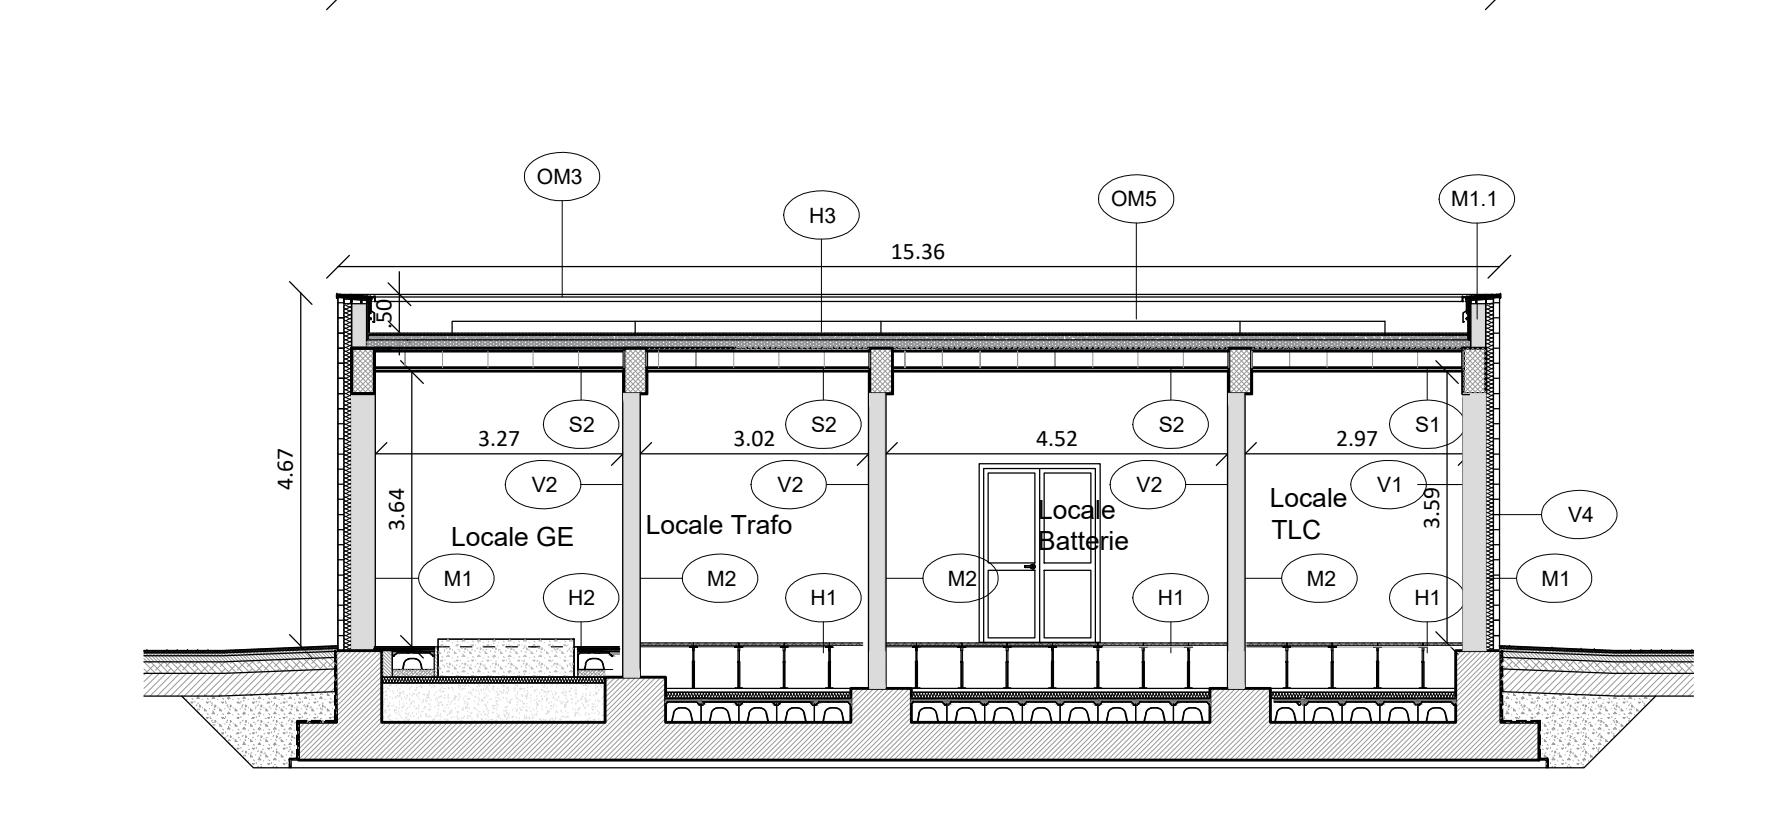 OM3
OM5
M1.1
H3
15.36
.50
S2
S2
S2
S1
3.27
3.02
4.52
2.97
4.67
V2
V2
V2
V1
3.64
3.59
V4
Locale GE
Locale Trafo
Locale
Batterie
Locale
TLC
M1
M2
M2
M2
M1
H2
H1
H1
H1